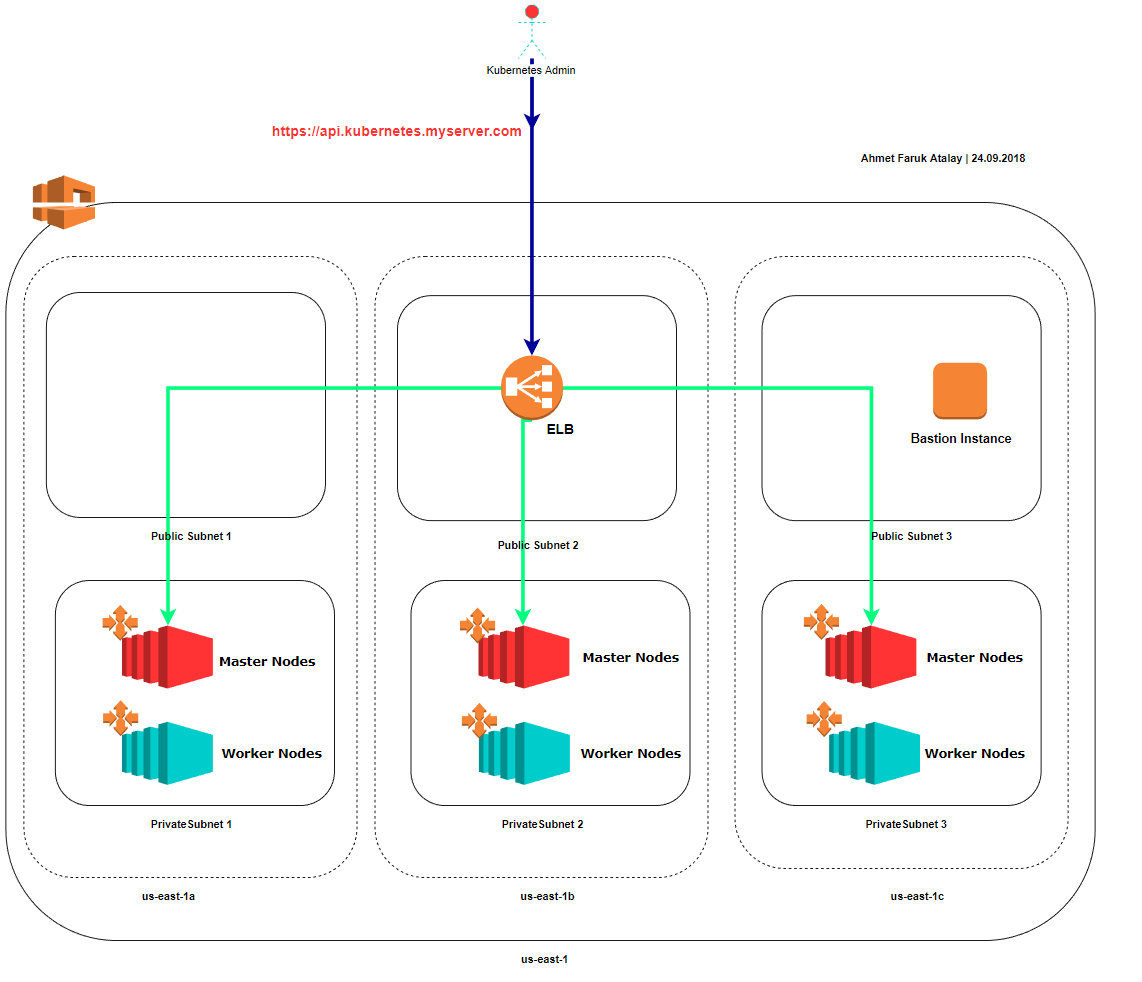 Kubernetes Admin
https://api.kubernetes.myserver.com
Ahmet Faruk Atalay | 24.09.2018
ELB
Bastion Instance
Public Subnet 1
Public Subnet 2
Public Subnet 3
Master Nodes
Master Nodes
Master Nodes
Worker Nodes
Worker Nodes
Worker Nodes
PrivateSubnet 1
PrivateSubnet 2
PrivateSubnet 3
us-east-1a
us-east-1b
us-east-1c
us-east-1